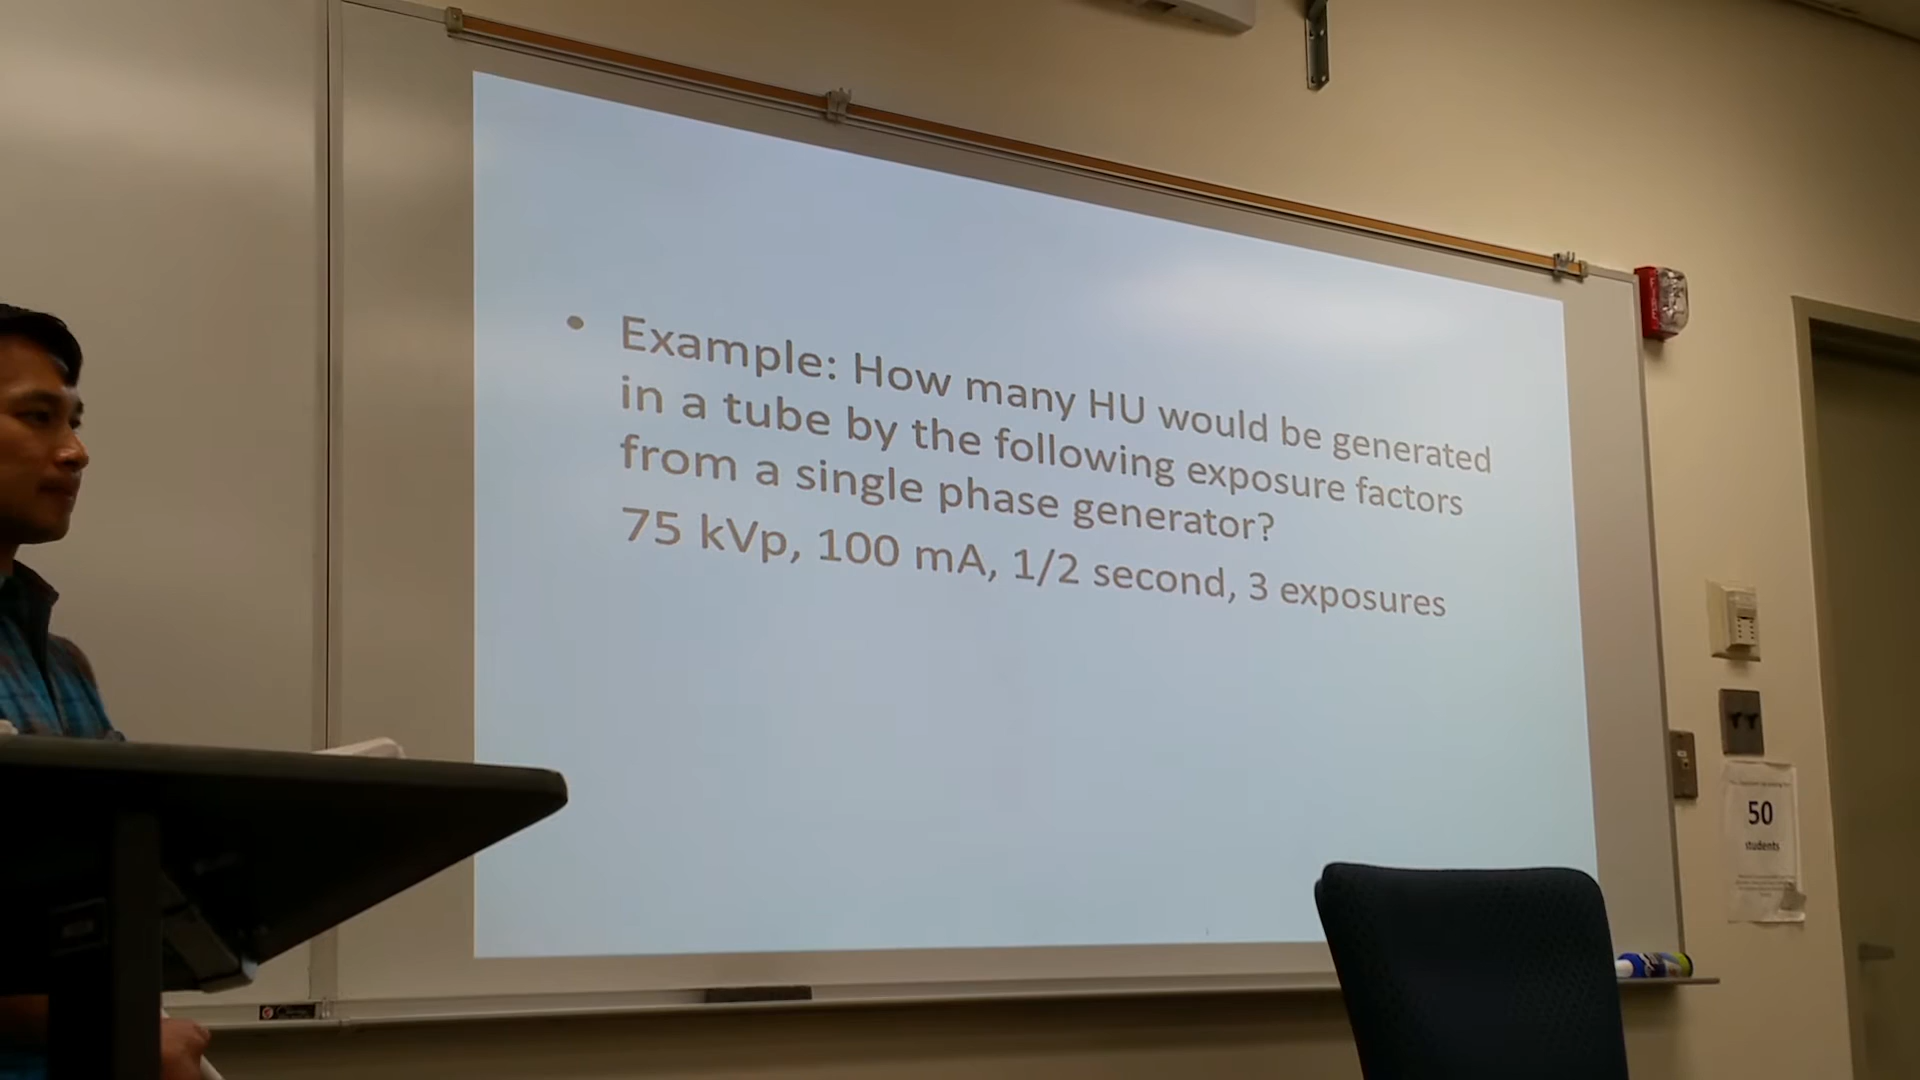 • Example: How many HU would be generated
in a tube by the following exposure factors
from a single phase generator?
75 kVp, 100 mA, 1/2 second, 3 exposures
50
students